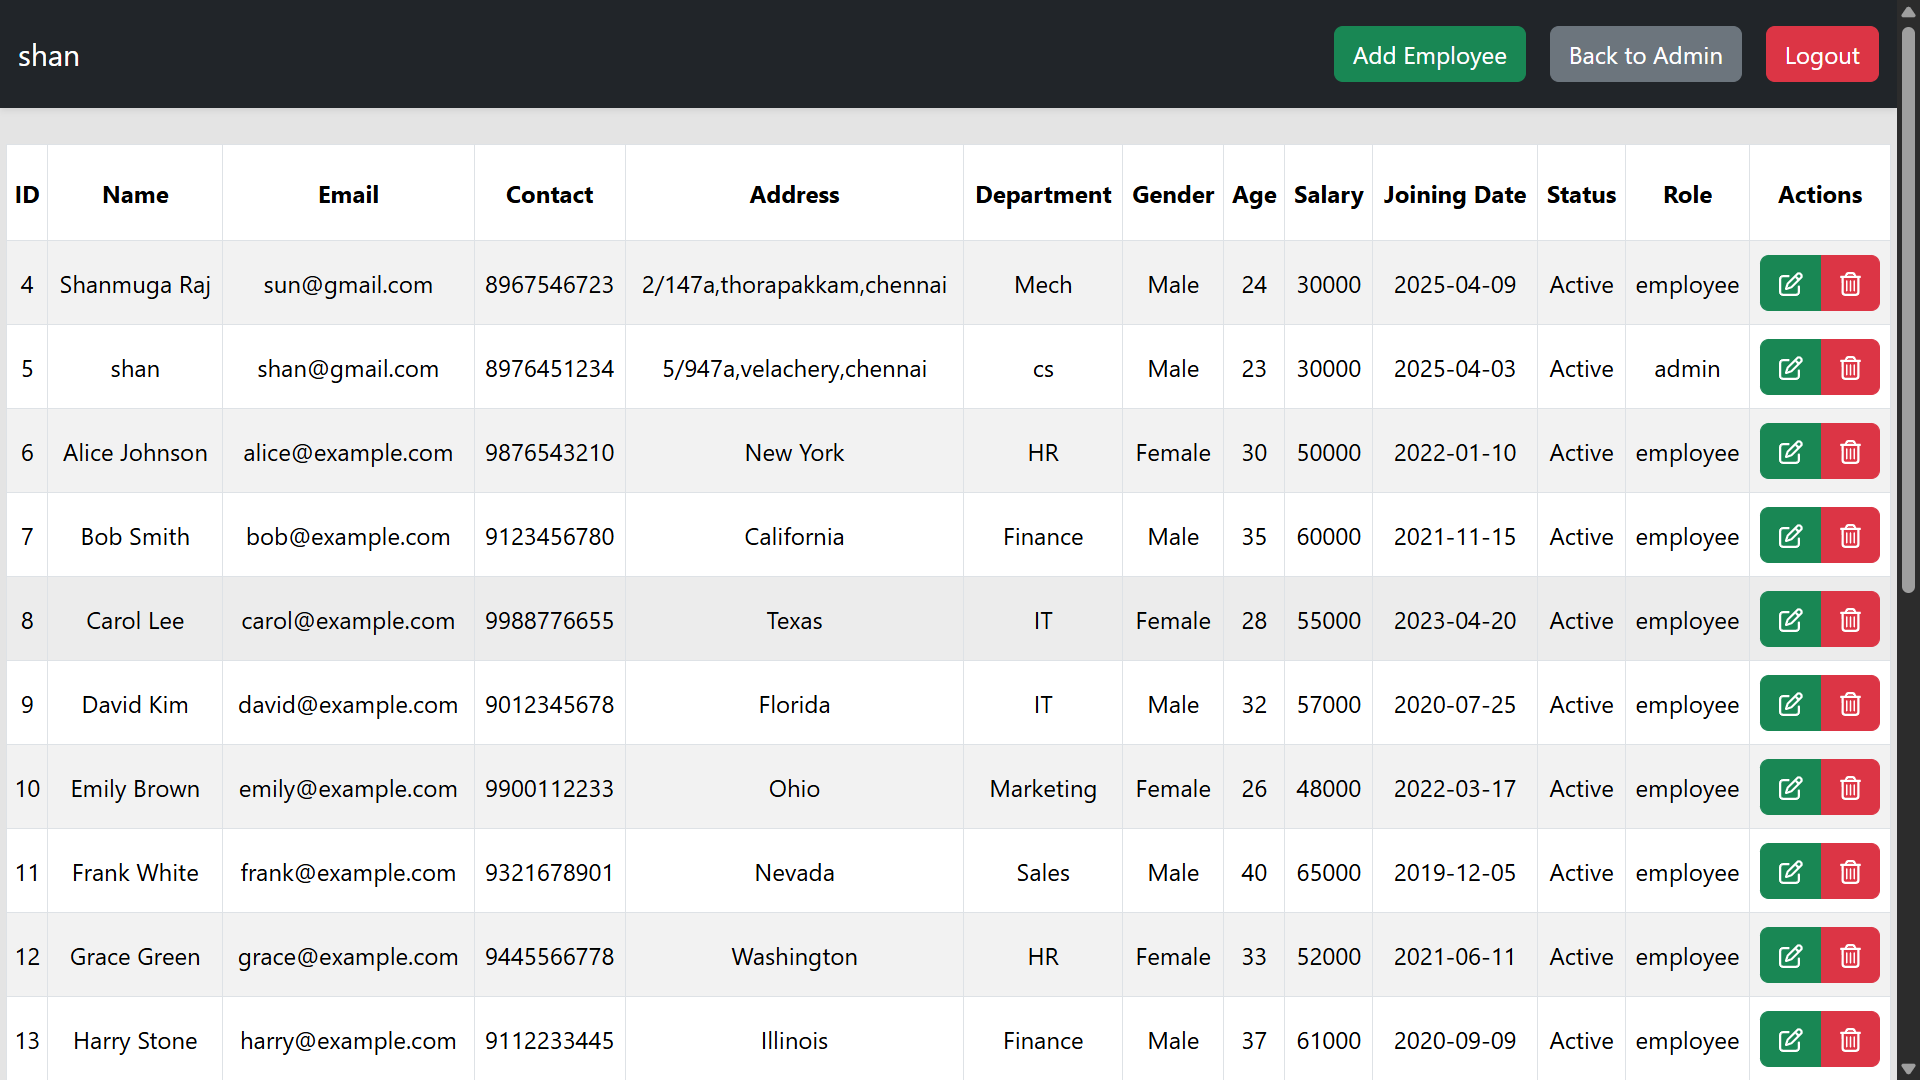 shan Add Employee Back to Admin Logout
ID Name Email Contact Address Department Gender Age Salary Joining Date Status Role Actions
4 Shanmuga Raj sun@gmail.com 8967546723 2/147a,thorapakkam,chennai Mech Male 24 30000 2025-04-09 Active employee
5 shan shan@gmail.com 8976451234 5/947a,velachery,chennai cs Male 23 30000 2025-04-03 Active admin
6 Alice Johnson alice@example.com 9876543210 New York HR Female 30 50000 2022-01-10 Active employee
7 Bob Smith bob@example.com 9123456780 California Finance Male 35 60000 2021-11-15 Active employee
8 Carol Lee carol@example.com 9988776655 Texas IT Female 28 55000 2023-04-20 Active employee
9 David Kim david@example.com 9012345678 Florida IT Male 32 57000 2020-07-25 Active employee
10 Emily Brown emily@example.com 9900112233 Ohio Marketing Female 26 48000 2022-03-17 Active employee
11 Frank White frank@example.com 9321678901 Nevada Sales Male 40 65000 2019-12-05 Active employee
12 Grace Green grace@example.com 9445566778 Washington HR Female 33 52000 2021-06-11 Active employee
13 Harry Stone harry@example.com 9112233445 Illinois Finance Male 37 61000 2020-09-09 Active employee